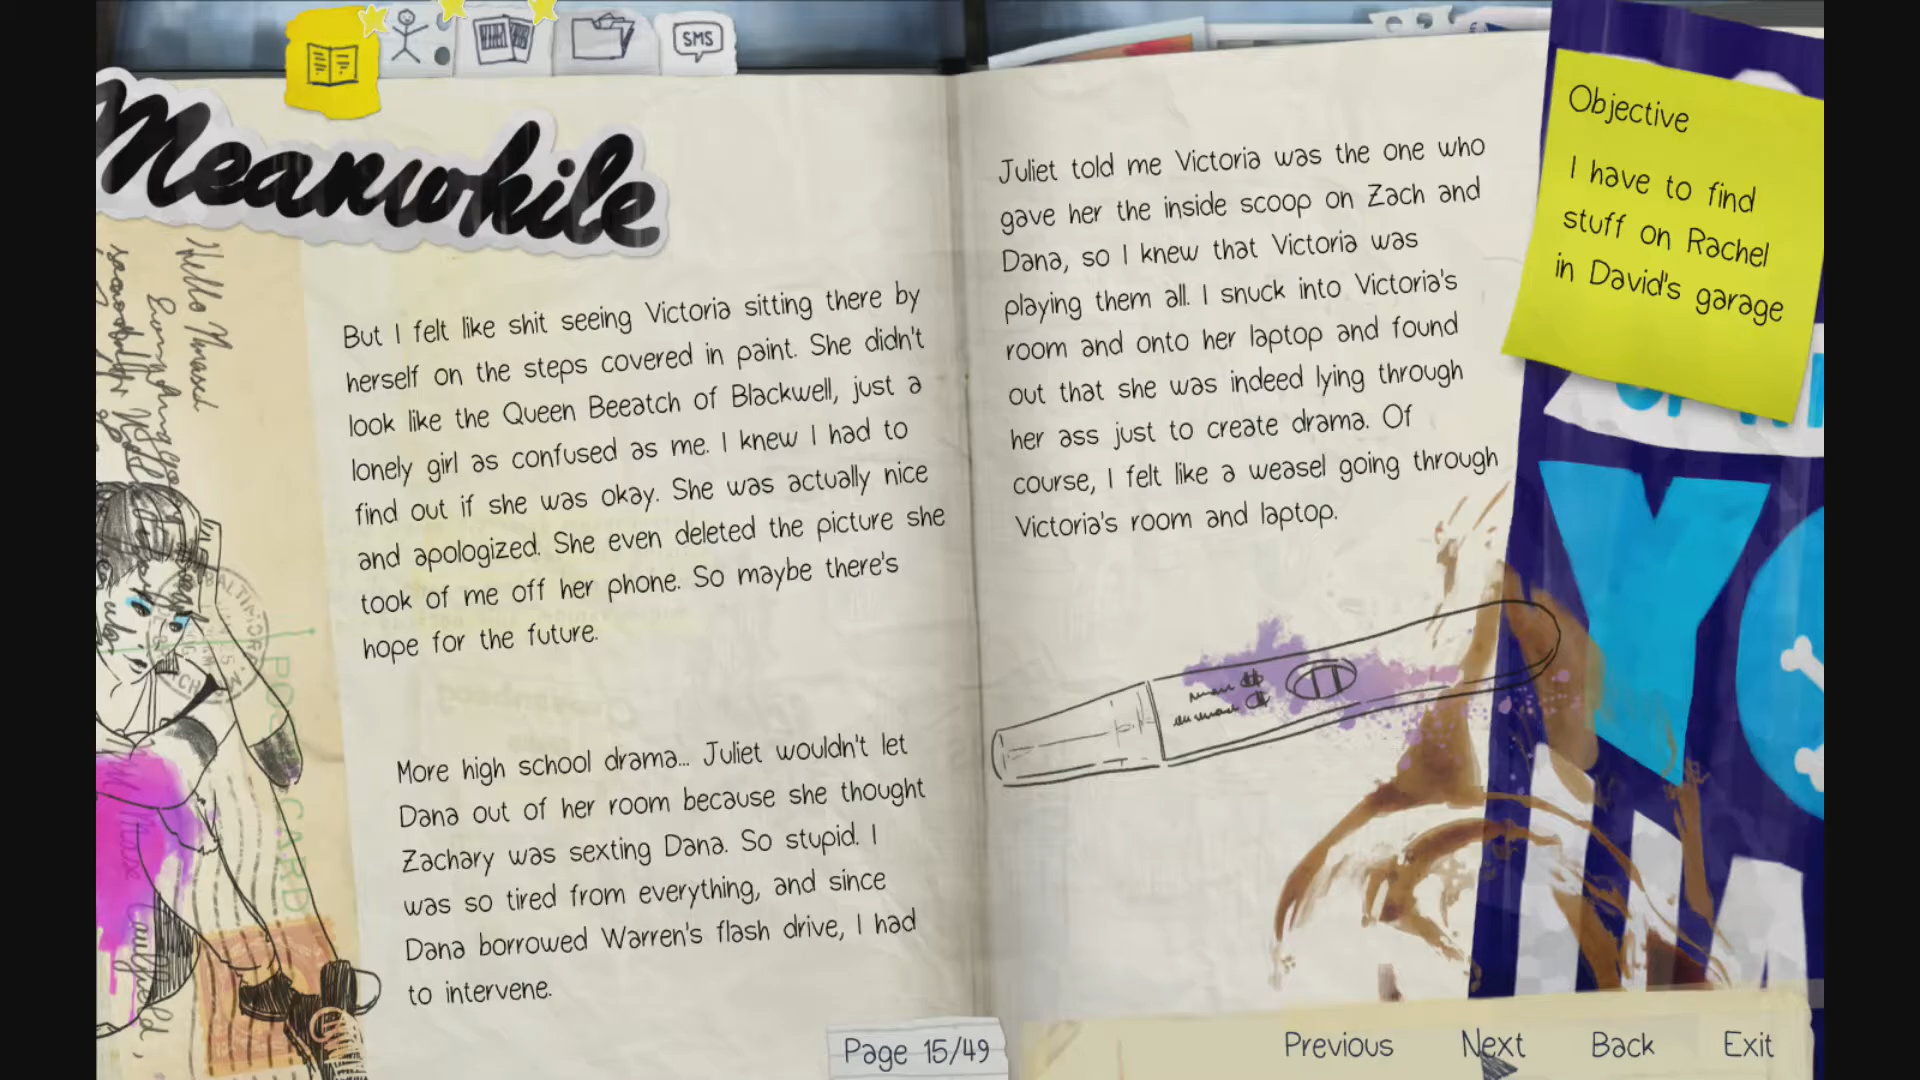 SMS
Meanwhile
But I felt like shit seeing Victoria sitting there by
herself on the steps covered in paint. She didn't
look like the Queen Beeatch of Blackwell, just a
lonely girl as confused as me. I knew I had to
find out if she was okay. She was actually nice
and apologized. She even deleted the picture she
took of me off her phone. So maybe there's
hope for the future.
More high school drama... Juliet wouldn't let
Dana out of her room because she thought
Zachary was sexting Dana. So stupid. I
was so tired from everything, and since
Dana borrowed Warren's flash drive, I had
to intervene.
Juliet told me Victoria was the one who
gave her the inside scoop on Zach and
Dana, so I knew that Victoria was
playing them all. I snuck into Victoria's
room and onto her laptop and found
out that she was indeed lying through
her ass just to create drama. Of
course, I felt like a weasel going through
Victoria's room and laptop.
Objective
I have to find
stuff on Rachel
in David's garage
Page 15/49
Previous
Next
Back
Exit